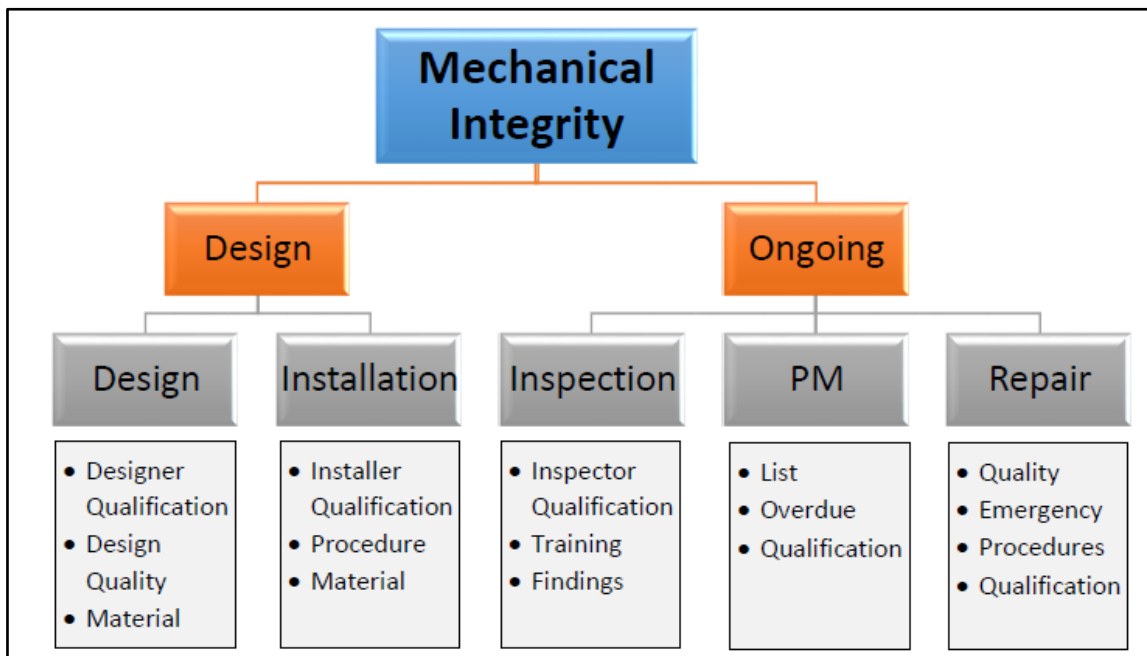 Mechanical
Integrity
Design
Ongoing
Design
Installation
Inspection
PM
Repair
• Designer
Qualification
• Design
Quality
• Material
• Installer
Qualification
• Procedure
• Material
• Inspector
Qualification
• Training
• Findings
• List
• Overdue
• Qualification
• Quality
• Emergency
• Procedures
• Qualification